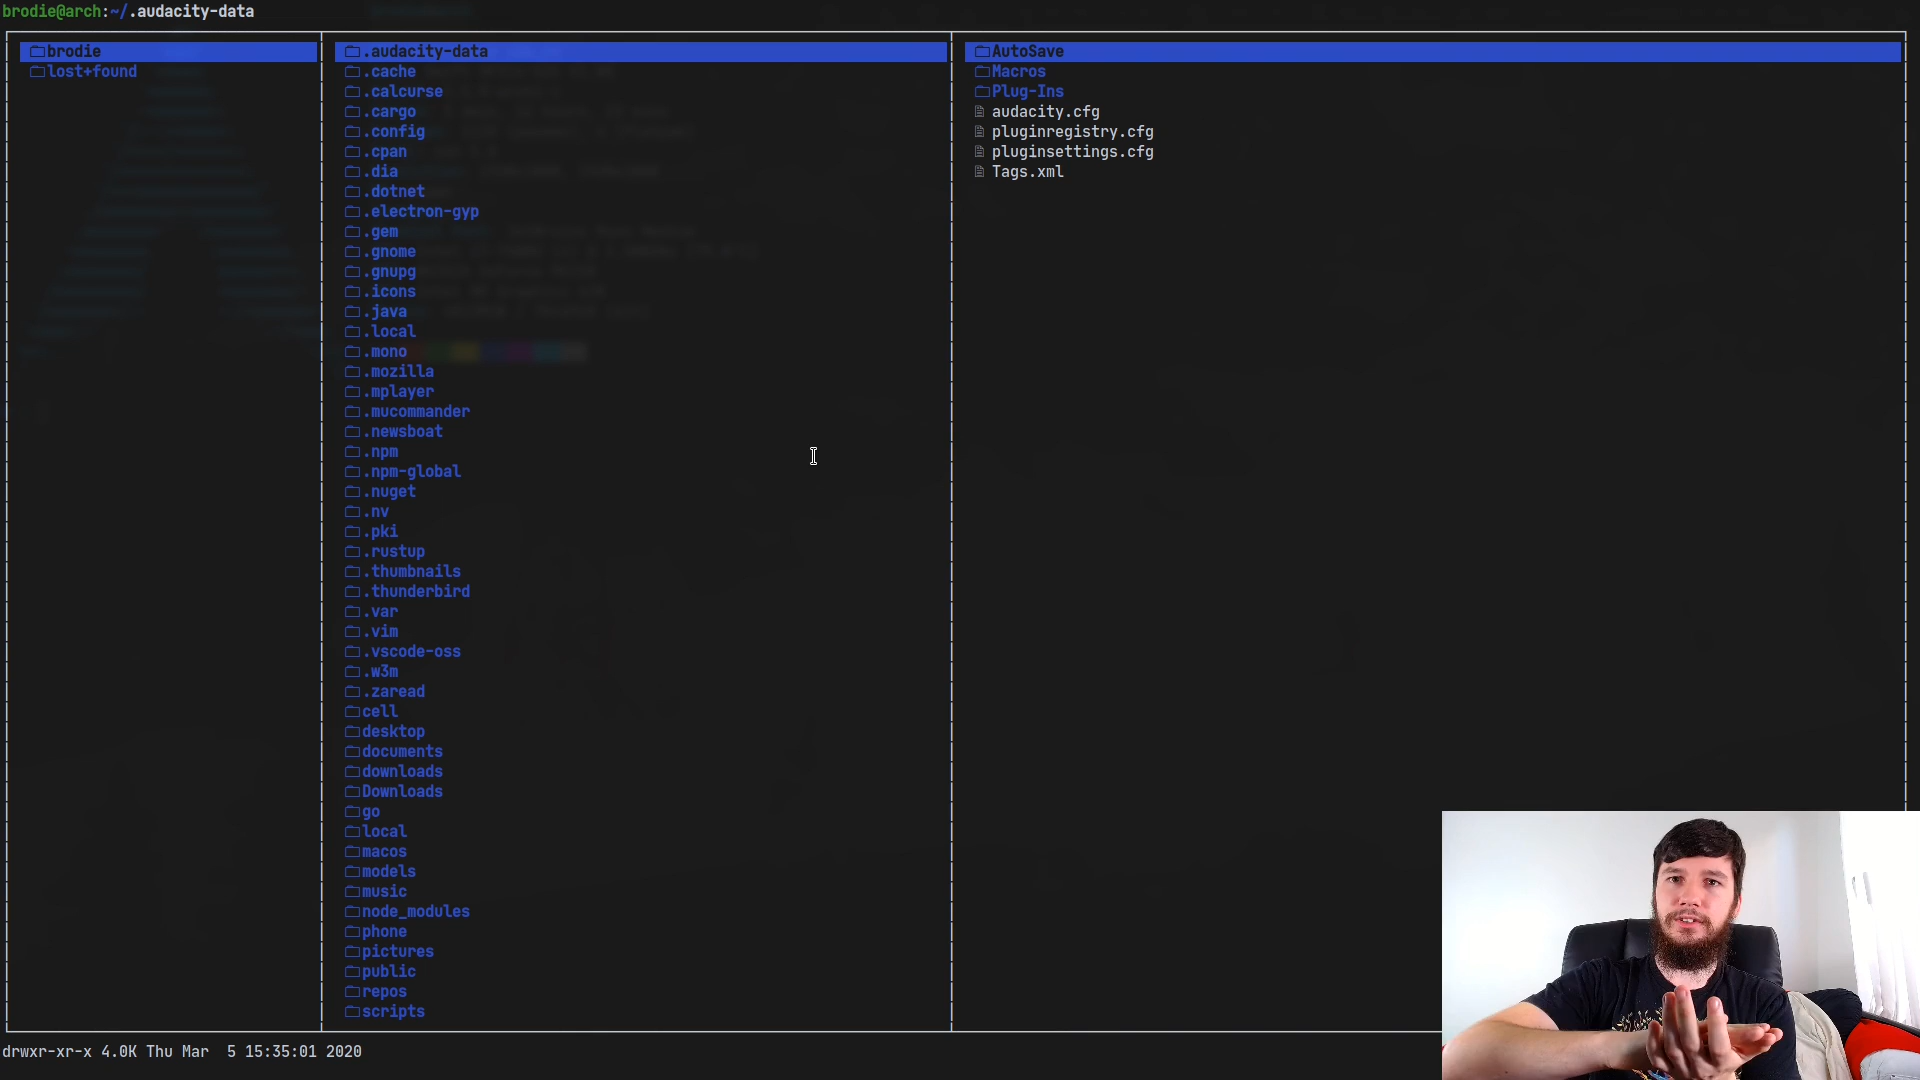 brodie@arch:~/.audacity-data
brodie
lost+found
.audacity-data
.cache
.calcurse
.cargo
.config
.cpan
.dia
.dotnet
.electron-gyp
.gem
.gnome
.gnupg
.icons
.java
.local
.mono
.mozilla
.mplayer
.mucommander
.newsboat
.npm
.npm-global
.nuget
.nv
.pki
.rustup
.thumbnails
.thunderbird
.var
.vim
.vscode-oss
.w3m
.zaread
cell
desktop
documents
downloads
Downloads
go
local
macos
models
music
node_modules
phone
pictures
public
repos
scripts
AutoSave
Macros
Plug-Ins
audacity.cfg
pluginregistry.cfg
pluginsettings.cfg
Tags.xml
drwxr-xr-x 4.0K Thu Mar  5 15:35:01 2020